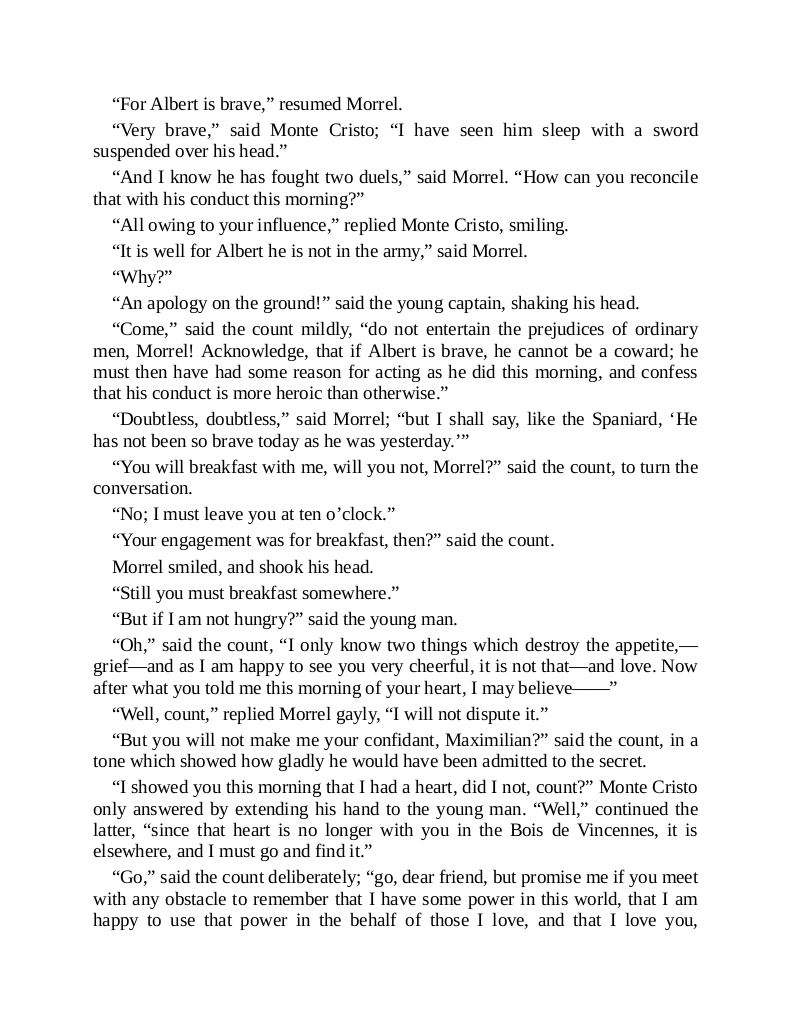 “For Albert is brave,” resumed Morrel.
“Very brave,” said Monte Cristo; “I have seen him sleep with a sword
suspended over his head.”
“And I know he has fought two duels,” said Morrel. “How can you reconcile
that with his conduct this morning?”
“All owing to your influence,” replied Monte Cristo, smiling.
“It is well for Albert he is not in the army,” said Morrel.
“Why?”
“An apology on the ground!” said the young captain, shaking his head.
“Come,” said the count mildly, “do not entertain the prejudices of ordinary
men, Morrel! Acknowledge, that if Albert is brave, he cannot be a coward; he
must then have had some reason for acting as he did this morning, and confess
that his conduct is more heroic than otherwise.”
“Doubtless, doubtless,” said Morrel; “but I shall say, like the Spaniard, ‘He
has not been so brave today as he was yesterday.’”
“You will breakfast with me, will you not, Morrel?” said the count, to turn the
conversation.
“No; I must leave you at ten o’clock.”
“Your engagement was for breakfast, then?” said the count.
Morrel smiled, and shook his head.
“Still you must breakfast somewhere.”
“But if I am not hungry?” said the young man.
“Oh,” said the count, “I only know two things which destroy the appetite,—
grief—and as I am happy to see you very cheerful, it is not that—and love. Now
after what you told me this morning of your heart, I may believe——”
“Well, count,” replied Morrel gayly, “I will not dispute it.”
“But you will not make me your confidant, Maximilian?” said the count, in a
tone which showed how gladly he would have been admitted to the secret.
“I showed you this morning that I had a heart, did I not, count?” Monte Cristo
only answered by extending his hand to the young man. “Well,” continued the
latter, “since that heart is no longer with you in the Bois de Vincennes, it is
elsewhere, and I must go and find it.”
“Go,” said the count deliberately; “go, dear friend, but promise me if you meet
with any obstacle to remember that I have some power in this world, that I am
happy to use that power in the behalf of those I love, and that I love you,